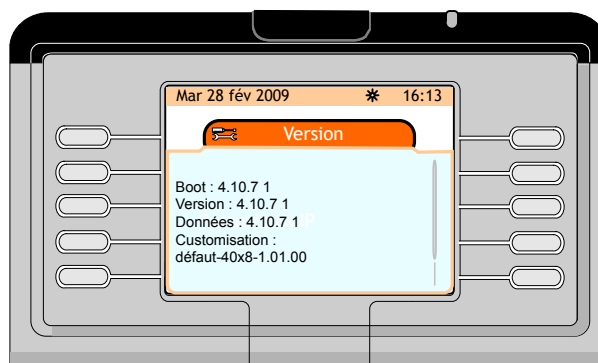 Mar 28 fév 2009 16:13
Version
Boot : 4.10.7 1
Version : 4.10.7 1
Données : 4.10.7 1
Customisation :
défaut-40x8-1.01.00